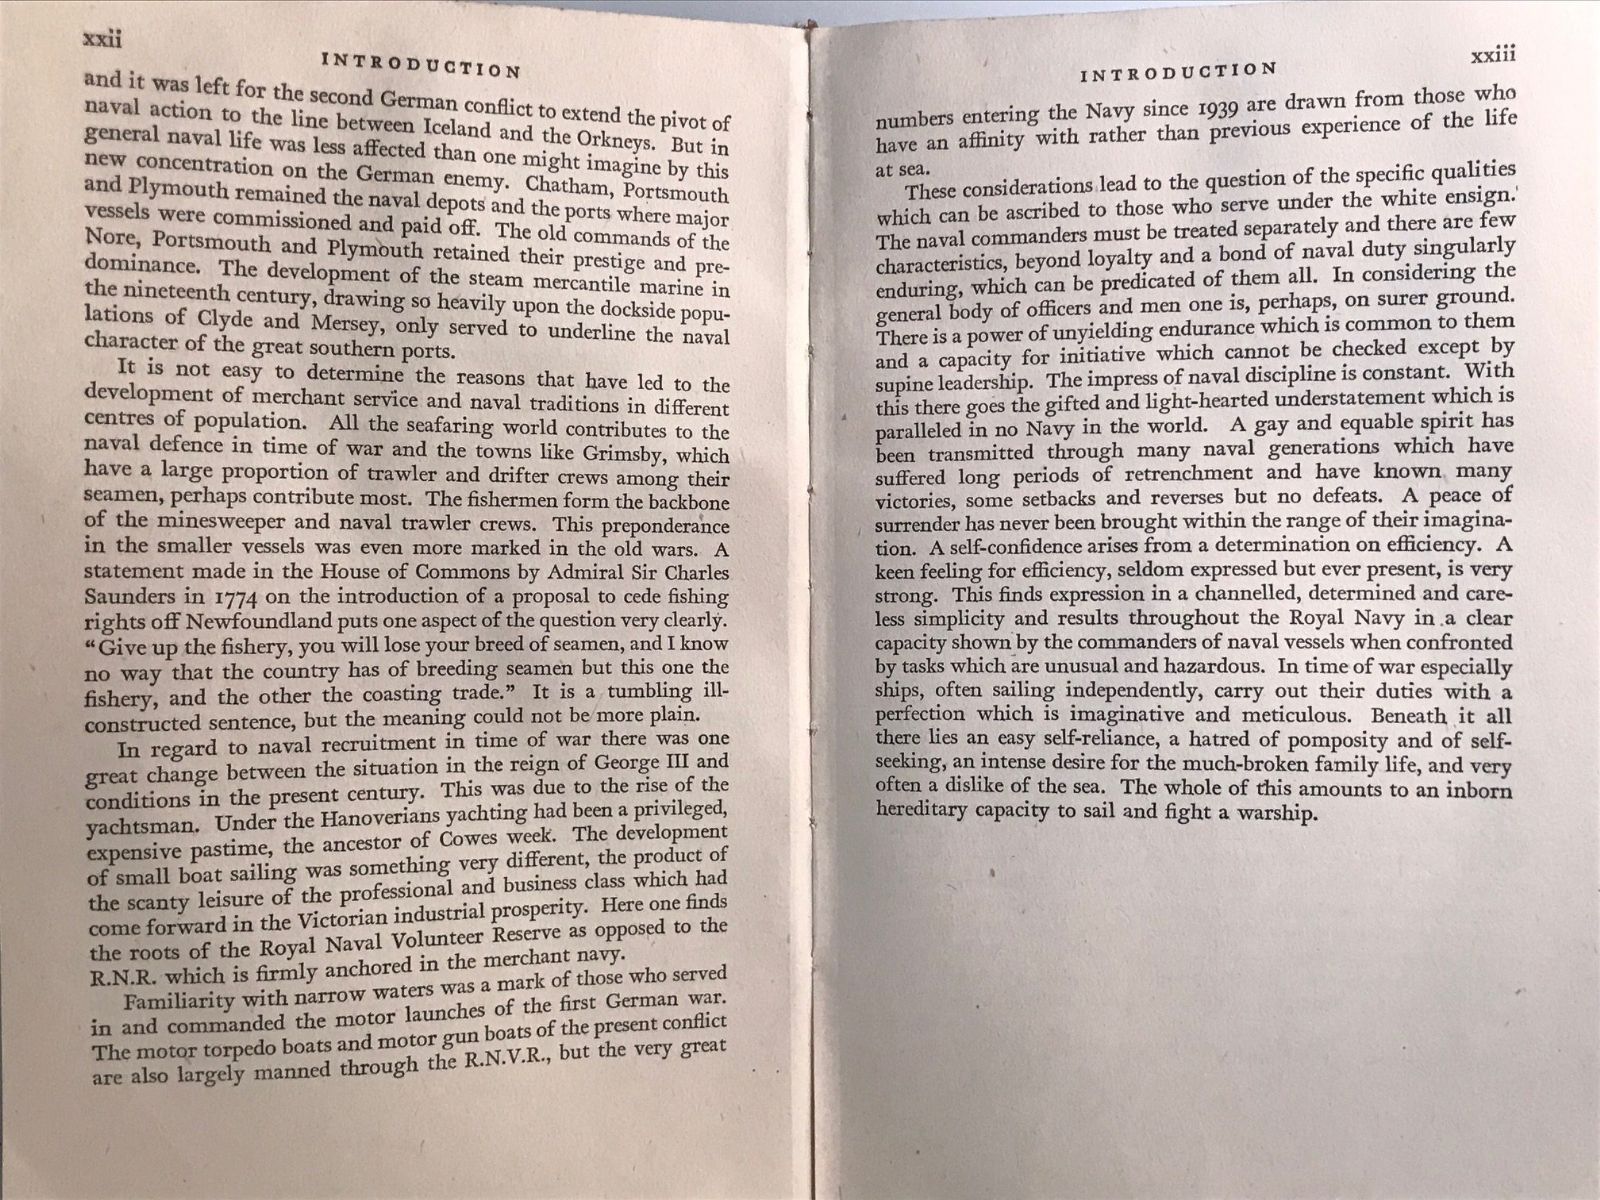 xxii
INTRODUCTION
and it was left for the second German conflict to extend the pivot of
naval action to the line between Iceland and the Orkneys. But in
general naval life was less affected than one might imagine by this
new concentration on the German enemy. Chatham, Portsmouth
and Plymouth remained the naval depots and the ports where major
vessels were commissioned and paid off. The old commands of the
Nore, Portsmouth and Plymouth retained their prestige and pre-
dominance. The development of the steam mercantile marine in
the nineteenth century, drawing so heavily upon the dockside popu-
lations of Clyde and Mersey, only served to underline the naval
character of the great southern ports.
It is not easy to determine the reasons that have led to the
development of merchant service and naval traditions in different
centres of population. All the seafaring world contributes to the
naval defence in time of war and the towns like Grimsby, which
have a large proportion of trawler and drifter crews among their
seamen, perhaps contribute most. The fishermen form the backbone
of the minesweeper and naval trawler crews. This preponderance
in the smaller vessels was even more marked in the old wars. A
statement made in the House of Commons by Admiral Sir Charles
Saunders in 1774 on the introduction of a proposal to cede fishing
rights off Newfoundland puts one aspect of the question very clearly.
“Give up the fishery, you will lose your breed of seamen, and I know
no way that the country has of breeding seamen but this one the
fishery, and the other the coasting trade.” It is a tumbling ill-
constructed sentence, but the meaning could not be more plain.
In regard to naval recruitment in time of war there was one
great change between the situation in the reign of George III and
conditions in the present century. This was due to the rise of the
yachtsman. Under the Hanoverians yachting had been a privileged,
expensive pastime, the ancestor of Cowes week. The development
of small boat sailing was something very different, the product of
the scanty leisure of the professional and business class which had
come forward in the Victorian industrial prosperity. Here one finds
the roots of the Royal Naval Volunteer Reserve as opposed to the
R.N.R. which is firmly anchored in the merchant navy.
Familiarity with narrow waters was a mark of those who served
in and commanded the motor launches of the first German war.
The motor torpedo boats and motor gun boats of the present conflict
are also largely manned through the R.N.V.R., but the very great
INTRODUCTION
xxiii
numbers entering the Navy since 1939 are drawn from those who
have an affinity with rather than previous experience of the life
at sea.
These considerations lead to the question of the specific qualities
which can be ascribed to those who serve under the white ensign.
The naval commanders must be treated separately and there are few
characteristics, beyond loyalty and a bond of naval duty singularly
enduring, which can be predicated of them all. In considering the
general body of officers and men one is, perhaps, on surer ground.
There is a power of unyielding endurance which is common to them
and a capacity for initiative which cannot be checked except by
supine leadership. The impress of naval discipline is constant. With
this there goes the gifted and light-hearted understatement which is
paralleled in no Navy in the world. A gay and equable spirit has
been transmitted through many naval generations which have
suffered long periods of retrenchment and have known many
victories, some setbacks and reverses but no defeats. A peace of
surrender has never been brought within the range of their imagina-
tion. A self-confidence arises from a determination on efficiency. A
keen feeling for efficiency, seldom expressed but ever present, is very
strong. This finds expression in a channelled, determined and care-
less simplicity and results throughout the Royal Navy in a clear
capacity shown by the commanders of naval vessels when confronted
by tasks which are unusual and hazardous. In time of war especially
ships, often sailing independently, carry out their duties with a
perfection which is imaginative and meticulous. Beneath it all
there lies an easy self-reliance, a hatred of pomposity and of self-
seeking, an intense desire for the much-broken family life, and very
often a dislike of the sea. The whole of this amounts to an inborn
hereditary capacity to sail and fight a warship.